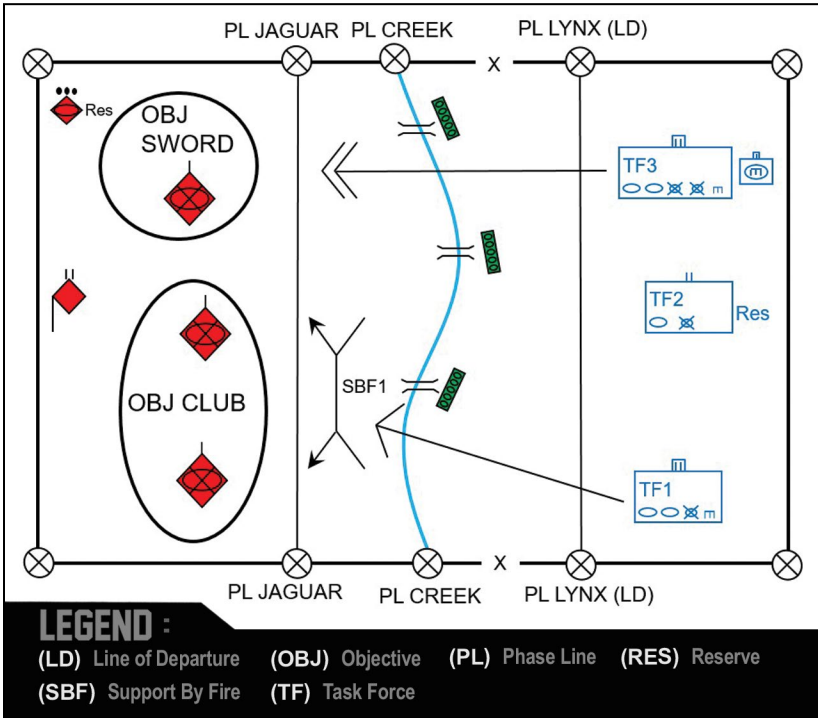 PL JAGUAR PL CREEK PL LYNX (LD)
X
Res
OBJ
SWORD
TF3
E
E
TF2
Res
SBF1
OBJ CLUB
TF1
E
X
PL JAGUAR PL CREEK PL LYNX (LD)
LEGEND :
(LD) Line of Departure (OBJ) Objective (PL) Phase Line (RES) Reserve
(SBF) Support By Fire (TF) Task Force